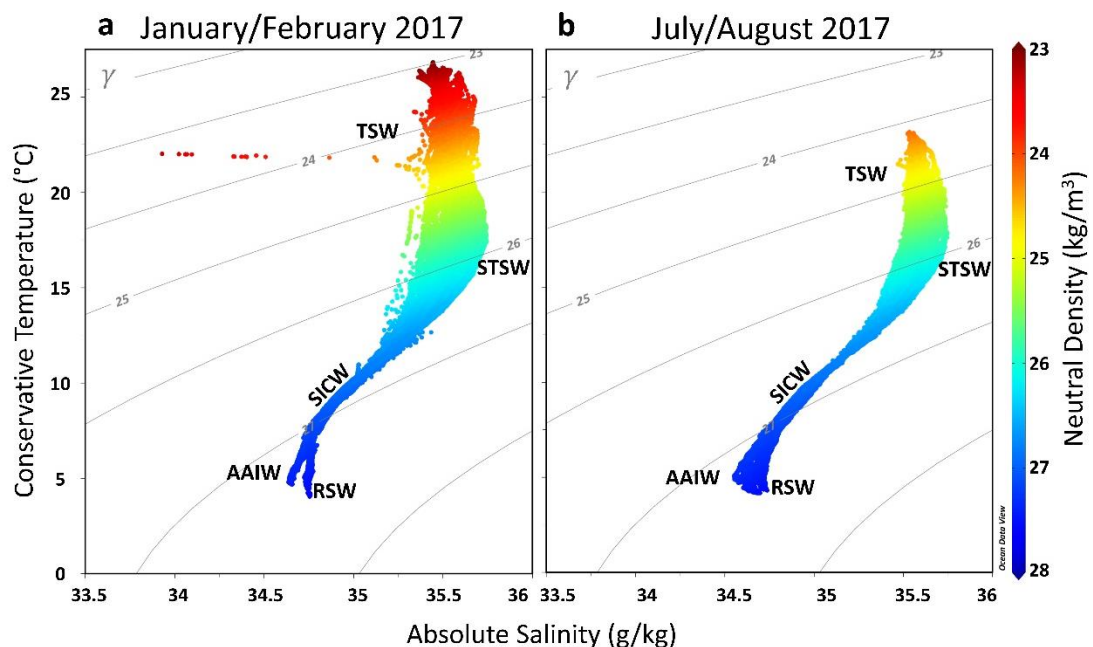 a January/February 2017
b July/August 2017
γ
23
TSW
24
26
STSW
25
SICW
27
AAIW
RSW
γ
23
24
TSW
26
STSW
25
SICW
27
AAIW
RSW
Ocean Data View
Conservative Temperature (°C)
25
20
15
10
5
0
33.5 34 34.5 35 35.5 36
33.5 34 34.5 35 35.5 36
Absolute Salinity (g/kg)
23
24
25
26
27
28
Neutral Density (kg/m³)